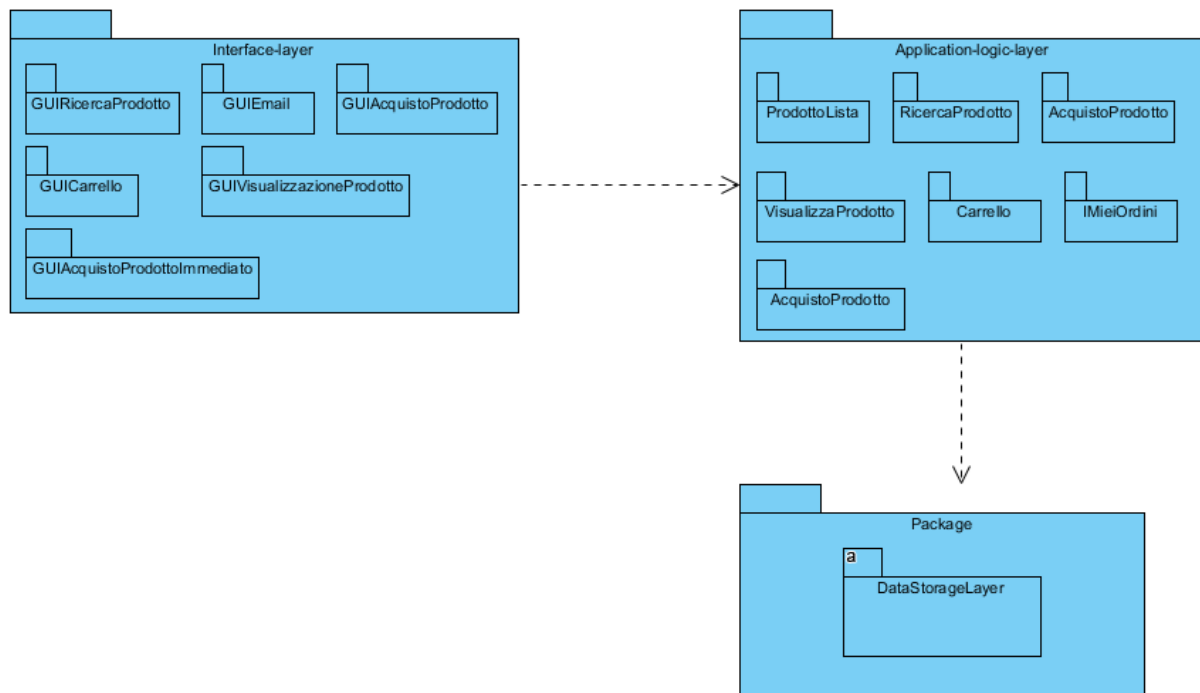 Interface-layer
GUIRicercaProdotto
GUIEmail
GUIAcquistoProdotto
GUICarrello
GUIVisualizzazioneProdotto
GUIAcquistoProdottoImmediato
Application-logic-layer
ProdottoLista
RicercaProdotto
AcquistoProdotto
VisualizzaProdotto
Carrello
IMieiOrdini
AcquistoProdotto
Package
a
DataStorageLayer